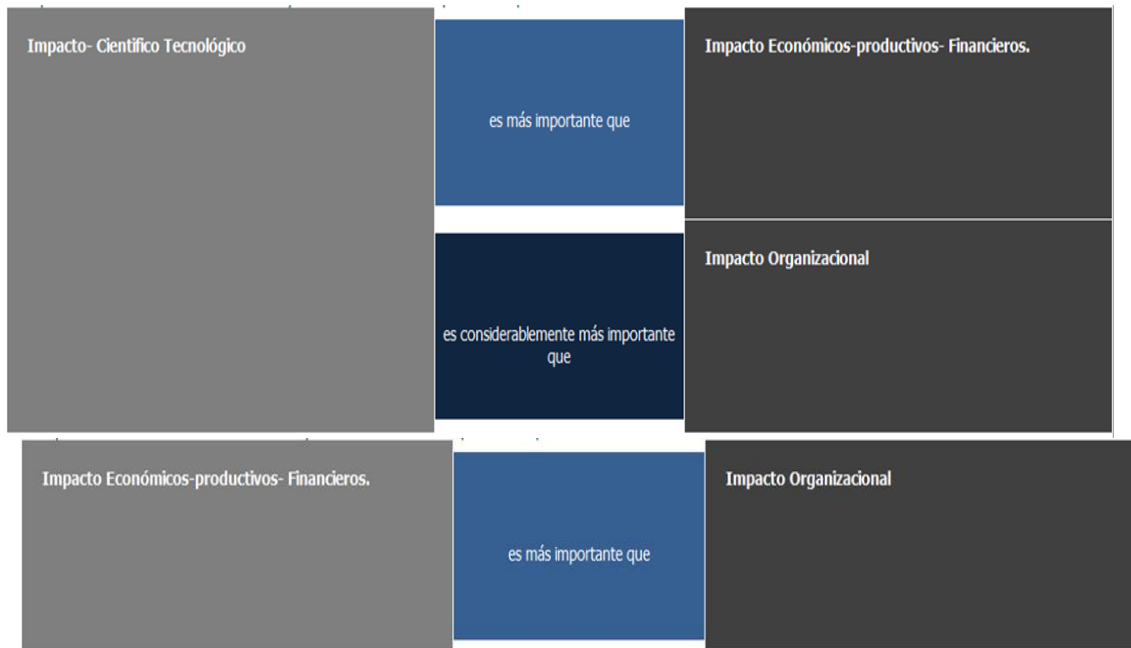 Impacto- Cientifico Tecnológico
es más importante que
Impacto Económicos-productivos- Financieros.
es considerablemente más importante
que
Impacto Organizacional
Impacto Económicos-productivos- Financieros.
es más importante que
Impacto Organizacional